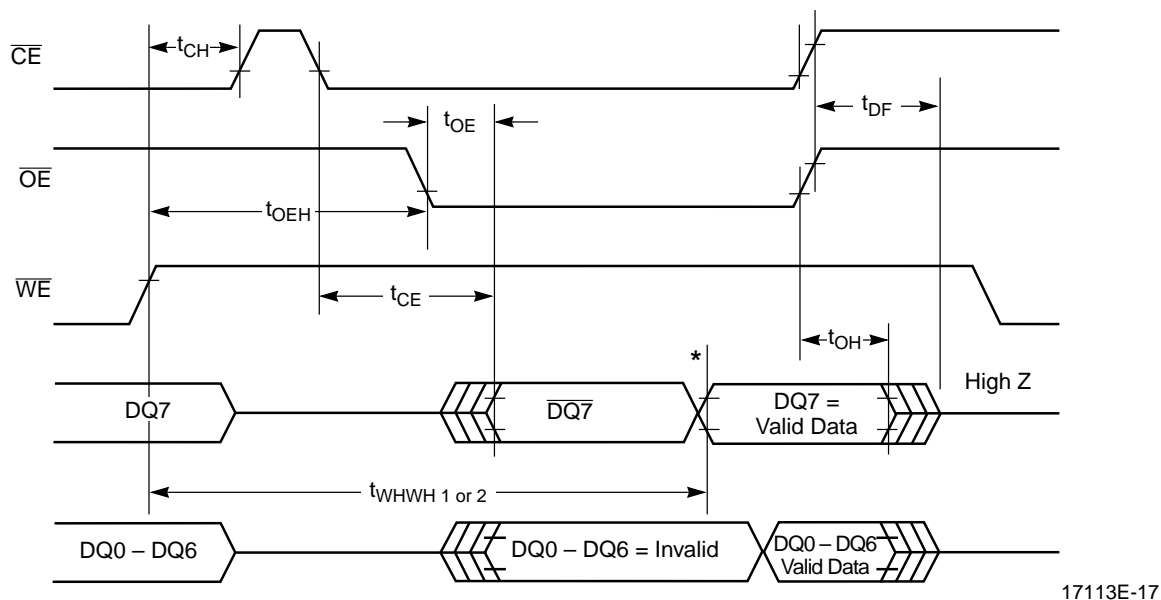 CE
tCH
tDF
tOE
OE
tOEH
WE
tCE
*
tOH
High Z
DQ7
DQ7
DQ7 =
Valid Data
tWHWH 1 or 2
DQ0 – DQ6
DQ0 – DQ6 = Invalid
DQ0 – DQ6
Valid Data
17113E-17